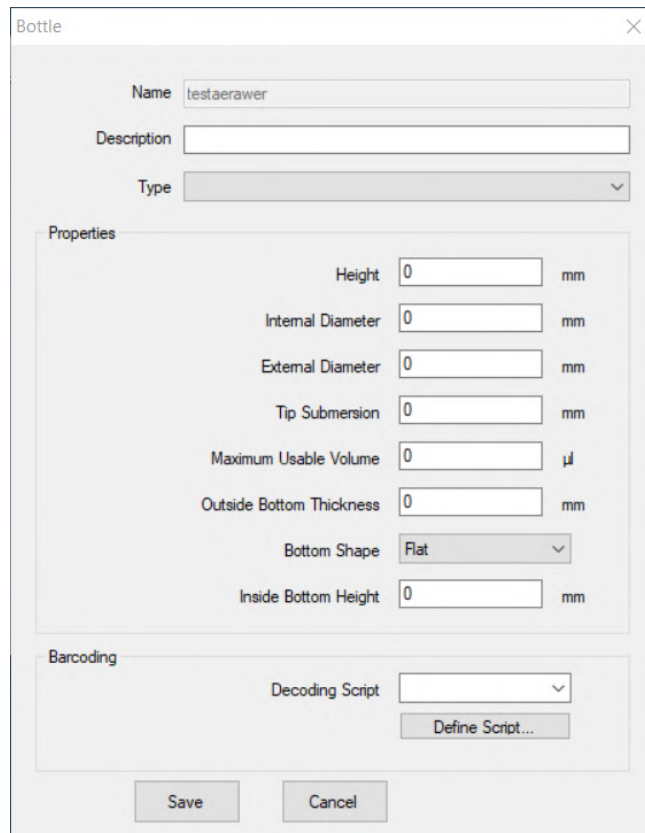 Bottle
Name testaerawer
Description
Type
Properties
Height 0 mm
Internal Diameter 0 mm
External Diameter 0 mm
Tip Submersion 0 mm
Maximum Usable Volume 0 µl
Outside Bottom Thickness 0 mm
Bottom Shape Flat
Inside Bottom Height 0 mm
Barcoding
Decoding Script
Define Script...
Save Cancel